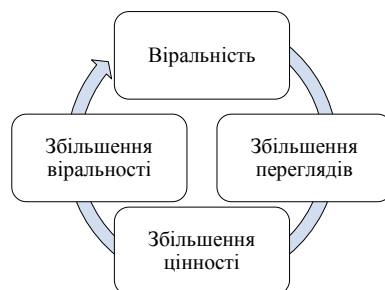 Віральність
Збільшення
переглядів
Збільшення
цінності
Збільшення
віральності